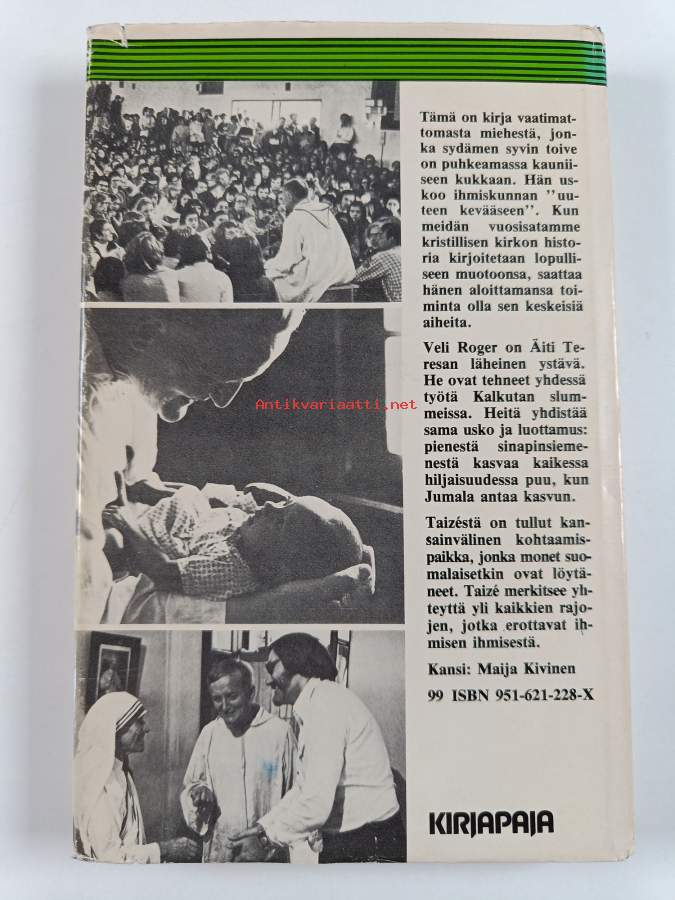 Tämä on kirja vaatimat-
tomasta miehestä, jon-
ka sydämen syvin toive
on puhkeamassa kaunii-
seen kukkaan. Hän us-
koo ihmiskunnan "uu-
teen kevääseen". Kun
meidän vuosisatamme
kristillisen kirkon histo-
ria kirjoitetaan lopulli-
seen muotoonsa, saattaa
hänen aloittamansa toi-
minta olla sen keskeisiä
aiheita.
Veli Roger on Äiti Te-
resan läheinen ystävä.
He ovat tehneet yhdessä
työtä Kalkutan slum-
meissa. Heitä yhdistää
sama usko ja luottamus:
pienestä sinapinsieme-
nestä kasvaa kaikessa
hiljaisuudessa puu, kun
Jumala antaa kasvun.
Taizéstä on tullut kan-
sainvälinen kohtaamis-
paikka, jonka monet suo-
malaisetkin ovat löytä-
neet. Taizé merkitsee yh-
teyttä yli kaikkien rajo-
jen, jotka erottavat ih-
misen ihmisestä.
Kansi: Maija Kivinen
99 ISBN 951-621-228-X
KIRJAPAJA
Antikvariaatti.net